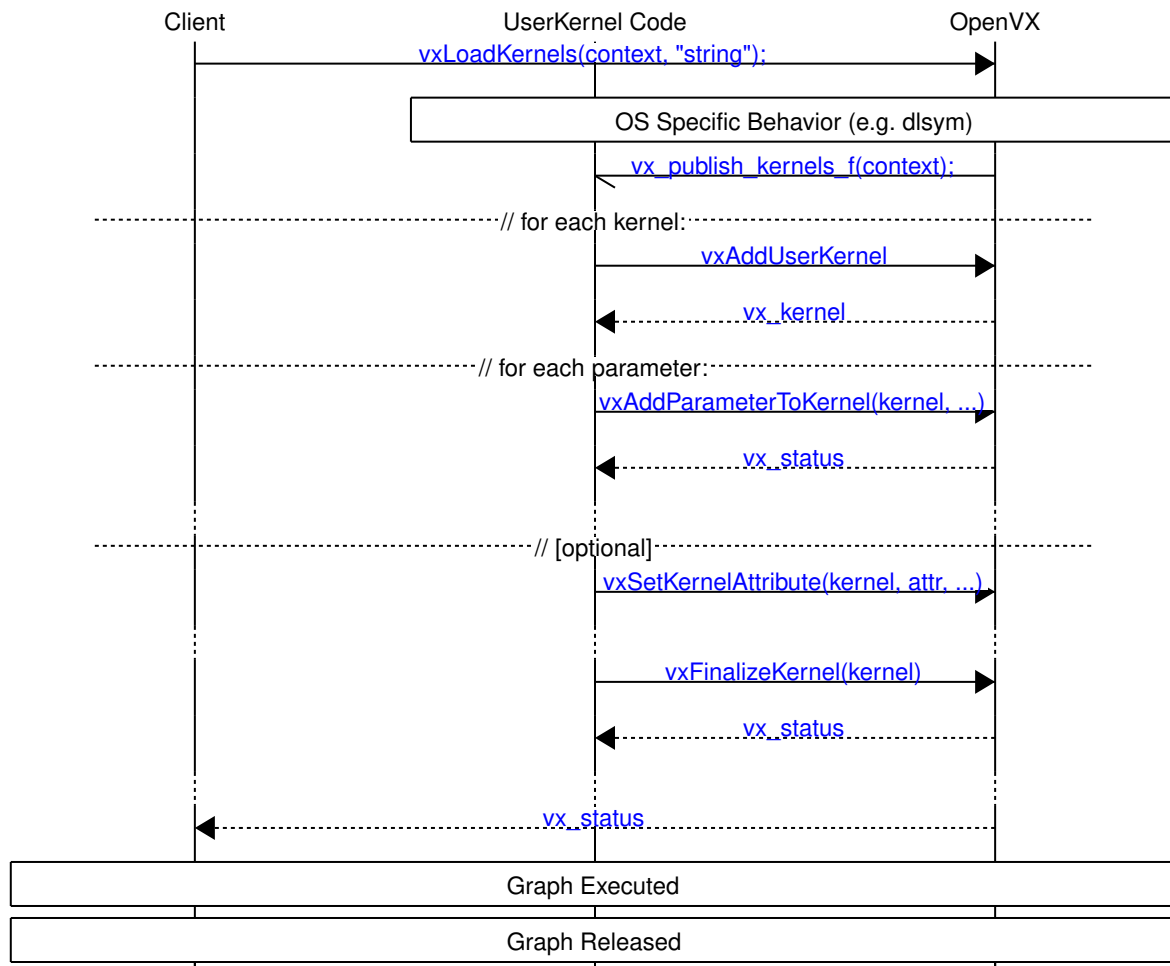 Client UserKernel Code OpenVX
vxLoadKernels(context, "string");
OS Specific Behavior (e.g. dlsym)
vx_publish_kernels_f(context);
// for each kernel:
vxAddUserKernel
vx_kernel
// for each parameter:
vxAddParameterToKernel(kernel, ...)
vx_status
// [optional]
vxSetKernelAttribute(kernel, attr, ...)
vxFinalizeKernel(kernel)
vx_status
vx_status
Graph Executed
Graph Released